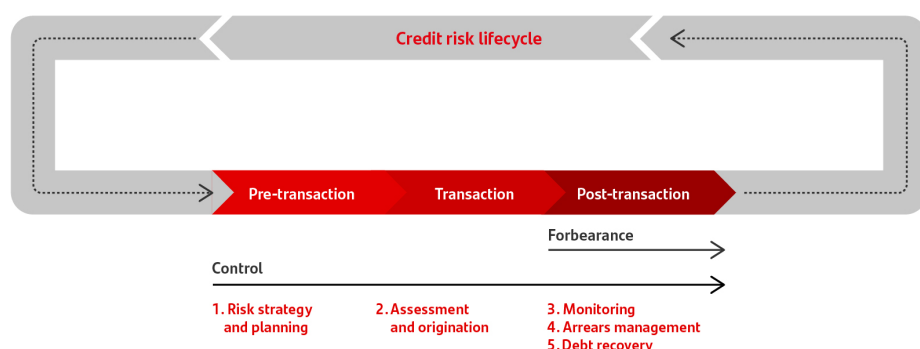 Credit risk lifecycle
Pre-transaction
Transaction
Post-transaction
Forbearance
Control
1. Risk strategy
and planning
2. Assessment
and origination
3. Monitoring
4. Arrears management
5. Debt recovery